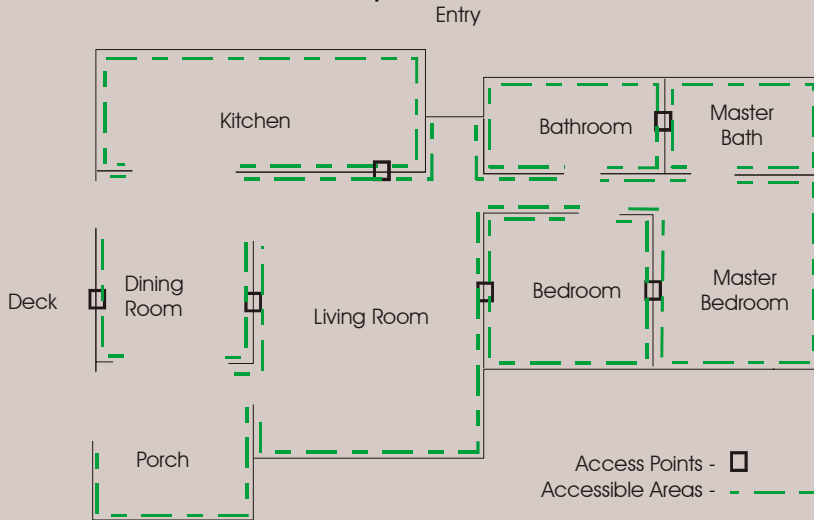 Entry
Kitchen
Bathroom
Master
Bath
Deck
Dining
Room
Living Room
Bedroom
Master
Bedroom
Porch
Access Points -
Accessible Areas -